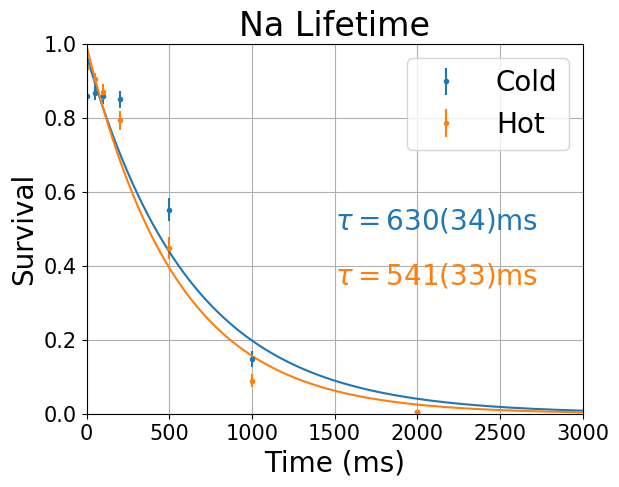 Na Lifetime
1.0
0.8
0.6
0.4
0.2
0.0
Survival
Cold
Hot
τ = 630(34)ms
τ = 541(33)ms
0 500 1000 1500 2000 2500 3000
Time (ms)